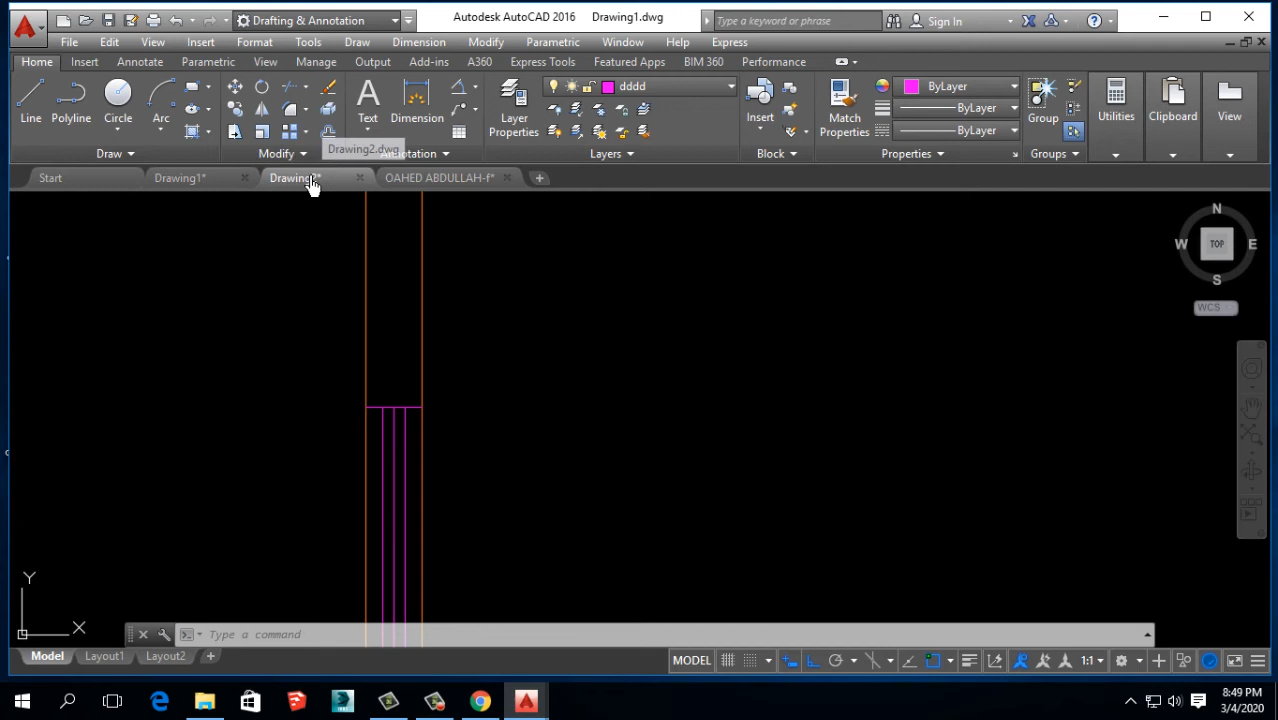 Drafting & Annotation
Autodesk AutoCAD 2016 Drawing1.dwg
Type a keyword or phrase
Sign In
File Edit View Insert Format Tools Draw Dimension Modify Parametric Window Help Express
Home Insert Annotate Parametric View Manage Output Add-ins A360 Express Tools Featured Apps BIM 360 Performance
dddd
ByLayer
ByLayer
ByLayer
Line Polyline Circle Arc Text Dimension Layer Properties Insert Match Properties Group Utilities Clipboard View
Drawing2.dwg
Draw Modify Layers Block Properties Groups
Start Drawing1* OAHED ABDULLAH-f*
N
W TOP E
S
WCS
Y
X
Type a command
Model Layout1 Layout2
MODEL 1:1
8:49 PM
3/4/2020